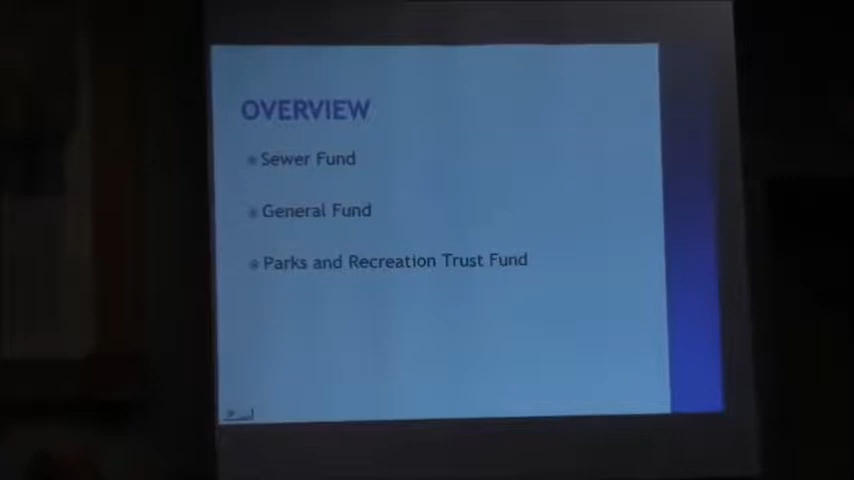 OVERVIEW
Sewer Fund
General Fund
Parks and Recreation Trust Fund